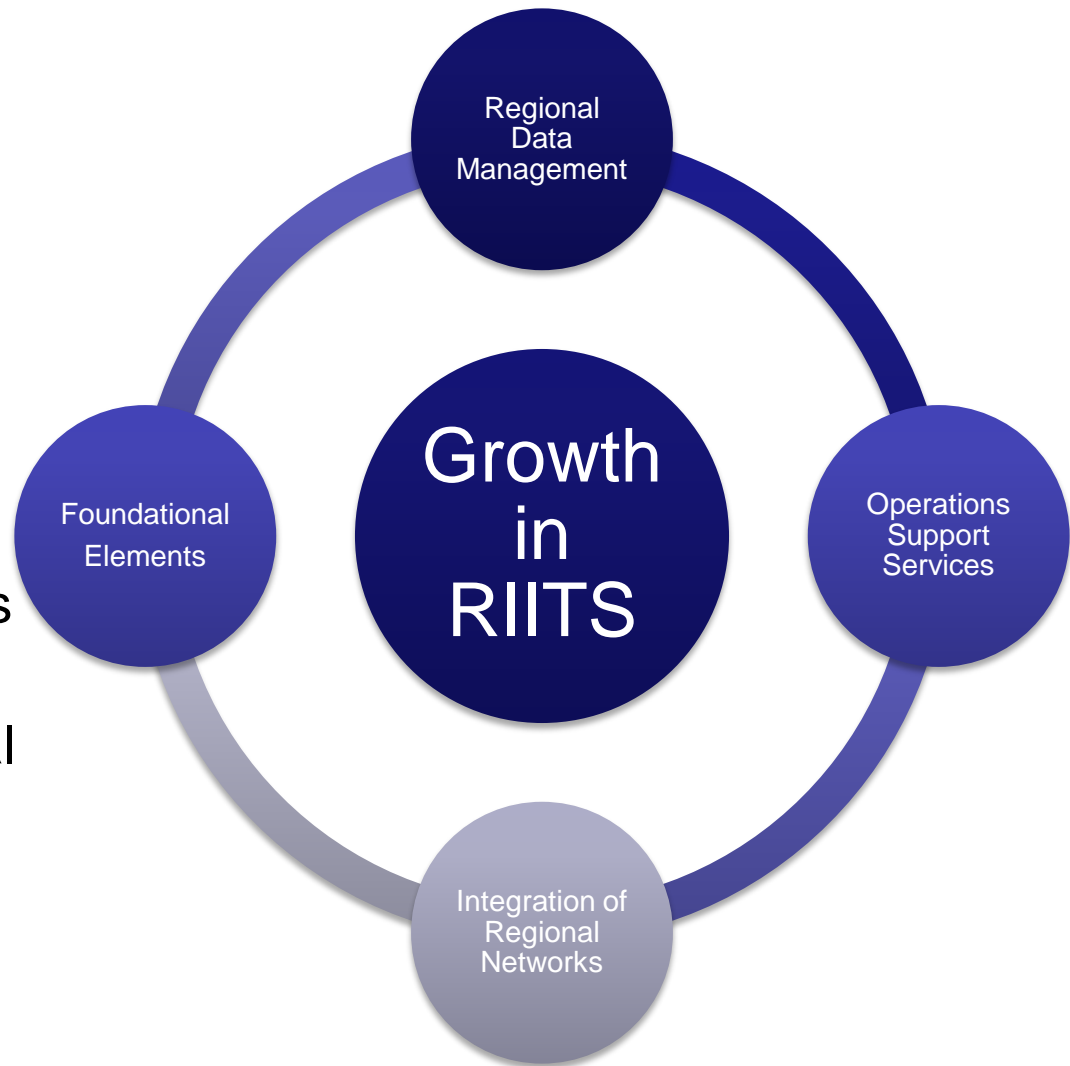 Regional
Data
Management
Growth
in
RIITS
Foundational
Elements
Operations
Support
Services
Integration of
Regional
Networks